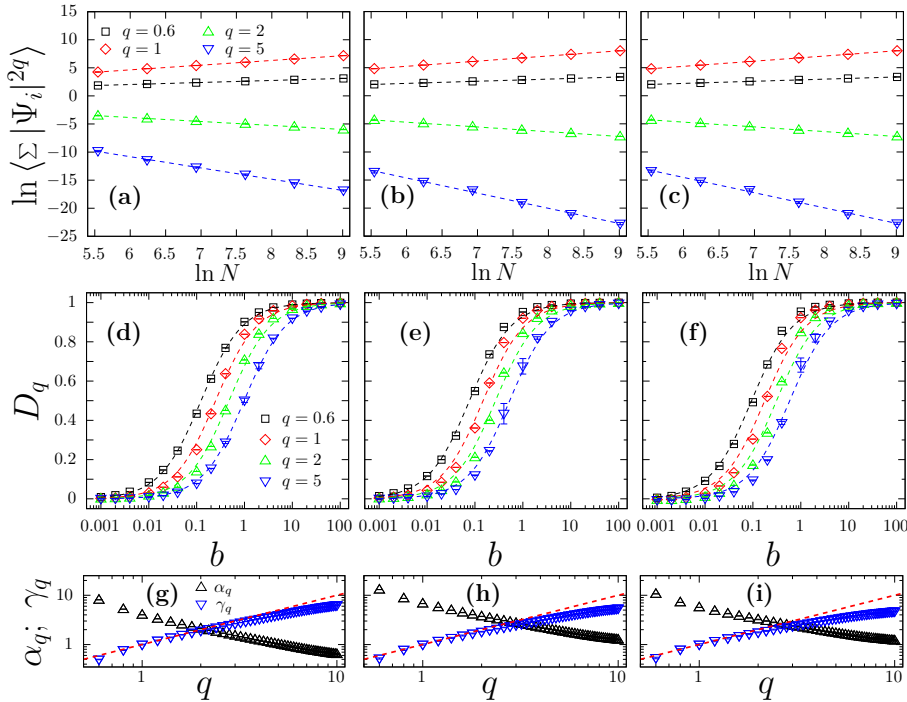 ln ⟨Σ |Ψ_i|^{2q}⟩
15
10
5
0
−5
−10
−15
−20
−25
q = 0.6 q = 2
q = 1 q = 5
(a) (b) (c)
5.5 6 6.5 7 7.5 8 8.5 9 5.5 6 6.5 7 7.5 8 8.5 9 5.5 6 6.5 7 7.5 8 8.5 9
ln N ln N ln N
D_q
1
0.8
0.6
0.4
0.2
0
(d) (e) (f)
q = 0.6
q = 1
q = 2
q = 5
0.001 0.01 0.1 1 10 100 0.001 0.01 0.1 1 10 100 0.001 0.01 0.1 1 10 100
b b b
α_q; γ_q
10
1
(g) (h) (i)
α_q
γ_q
1 10 1 10 1 10
q q q